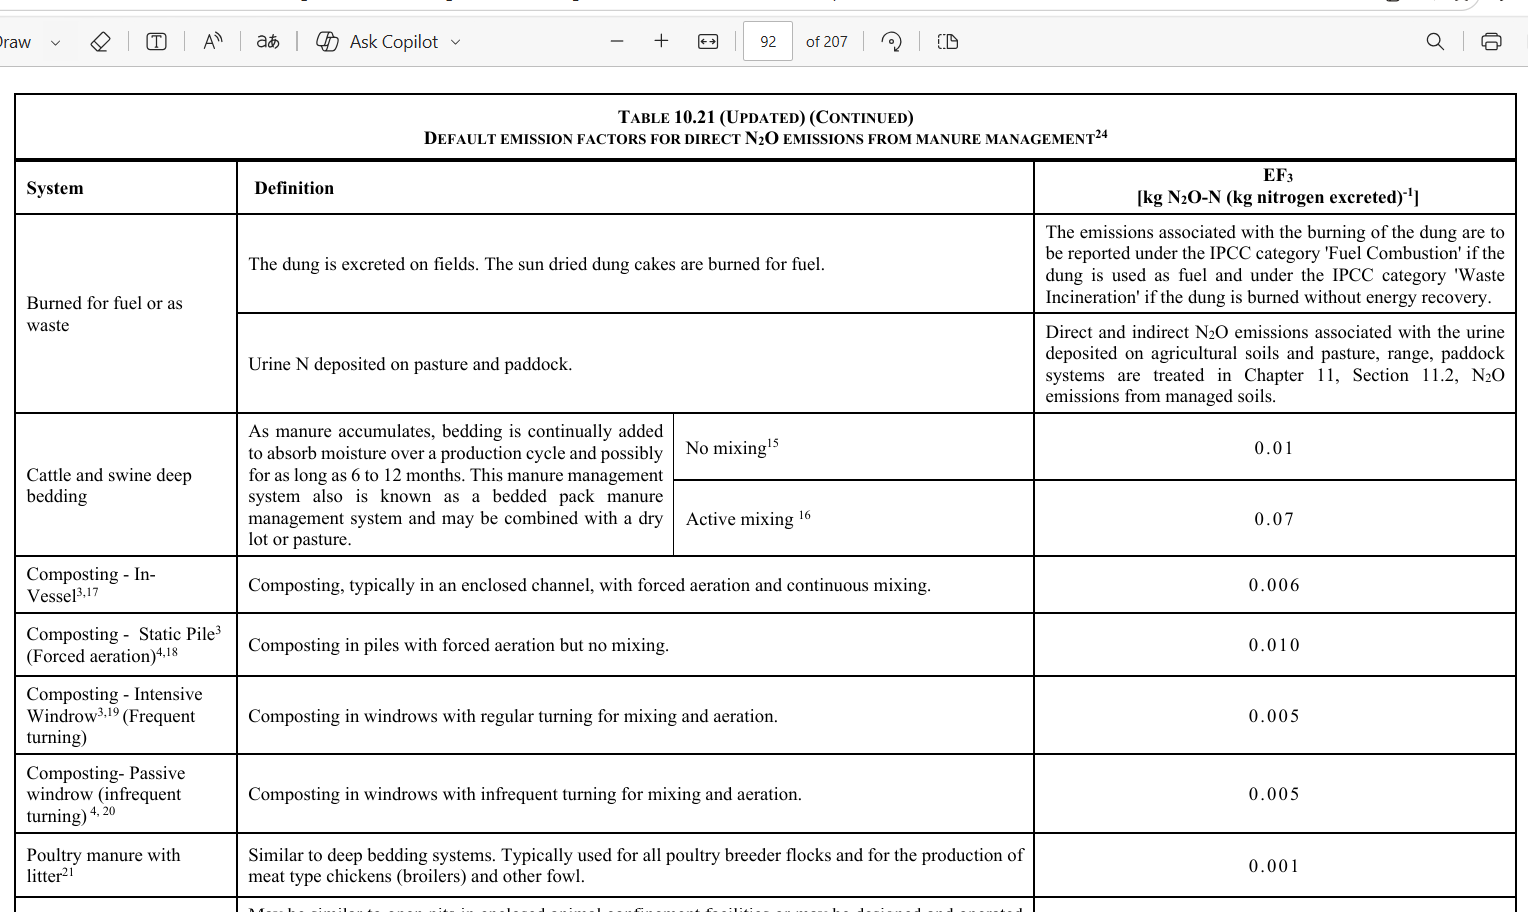 Draw
Ask Copilot
92 of 207
TABLE 10.21 (UPDATED) (CONTINUED)
DEFAULT EMISSION FACTORS FOR DIRECT N2O EMISSIONS FROM MANURE MANAGEMENT24
System
Definition
EF3
[kg N2O-N (kg nitrogen excreted)-1]
Burned for fuel or as
waste
The dung is excreted on fields. The sun dried dung cakes are burned for fuel.
The emissions associated with the burning of the dung are to
be reported under the IPCC category 'Fuel Combustion' if the
dung is used as fuel and under the IPCC category 'Waste
Incineration' if the dung is burned without energy recovery.
Urine N deposited on pasture and paddock.
Direct and indirect N2O emissions associated with the urine
deposited on agricultural soils and pasture, range, paddock
systems are treated in Chapter 11, Section 11.2, N2O
emissions from managed soils.
Cattle and swine deep
bedding
As manure accumulates, bedding is continually added
to absorb moisture over a production cycle and possibly
for as long as 6 to 12 months. This manure management
system also is known as a bedded pack manure
management system and may be combined with a dry
lot or pasture.
No mixing15
0.01
Active mixing 16
0.07
Composting - In-
Vessel3,17
Composting, typically in an enclosed channel, with forced aeration and continuous mixing.
0.006
Composting - Static Pile3
(Forced aeration)4,18
Composting in piles with forced aeration but no mixing.
0.010
Composting - Intensive
Windrow3,19 (Frequent
turning)
Composting in windrows with regular turning for mixing and aeration.
0.005
Composting- Passive
windrow (infrequent
turning) 4, 20
Composting in windrows with infrequent turning for mixing and aeration.
0.005
Poultry manure with
litter21
Similar to deep bedding systems. Typically used for all poultry breeder flocks and for the production of
meat type chickens (broilers) and other fowl.
0.001